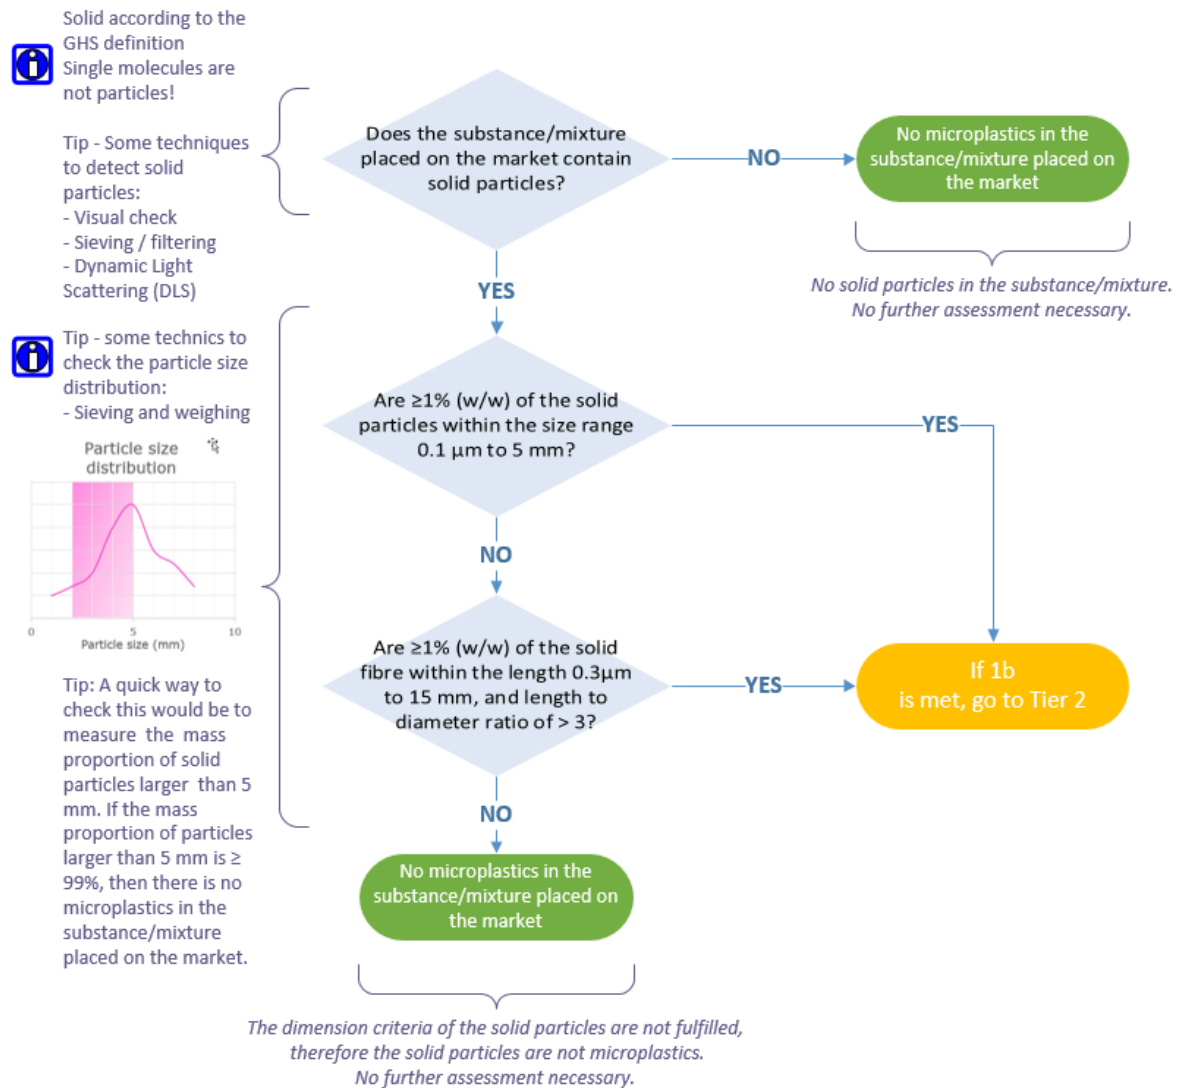 Solid according to the
GHS definition
Single molecules are
not particles!
Tip - Some techniques
to detect solid
particles:
- Visual check
- Sieving / filtering
- Dynamic Light
Scattering (DLS)
Does the substance/mixture
placed on the market contain
solid particles?
NO
No microplastics in the
substance/mixture placed on
the market
No solid particles in the substance/mixture.
No further assessment necessary.
YES
Tip - some technics to
check the particle size
distribution:
- Sieving and weighing
Particle size
distribution
0
5
10
Particle size (mm)
Are ≥1% (w/w) of the solid
particles within the size range
0.1 µm to 5 mm?
YES
NO
Are ≥1% (w/w) of the solid
fibre within the length 0.3µm
to 15 mm, and length to
diameter ratio of > 3?
YES
If 1b
is met, go to Tier 2
Tip: A quick way to
check this would be to
measure the mass
proportion of solid
particles larger than 5
mm. If the mass
proportion of particles
larger than 5 mm is ≥
99%, then there is no
microplastics in the
substance/mixture
placed on the market.
NO
No microplastics in the
substance/mixture placed on
the market
The dimension criteria of the solid particles are not fulfilled,
therefore the solid particles are not microplastics.
No further assessment necessary.